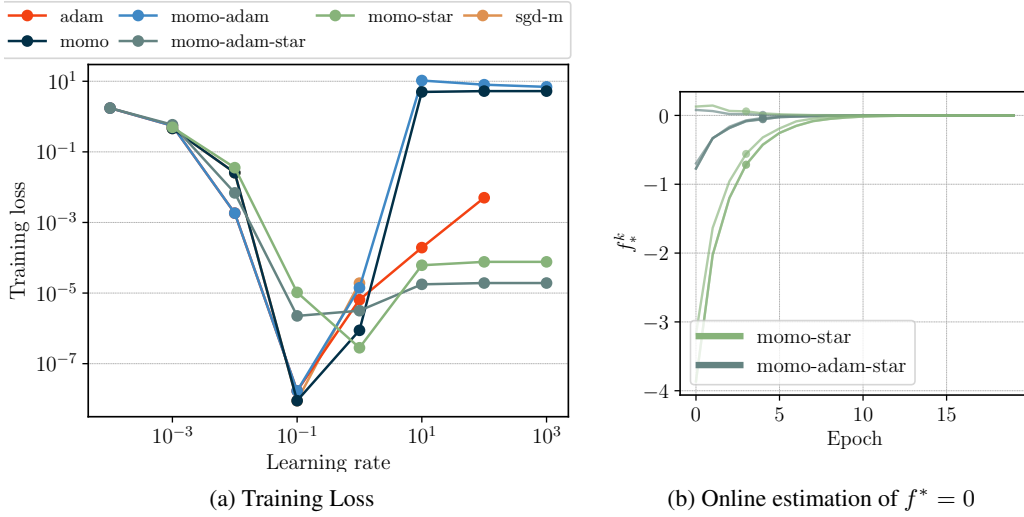 adam momo-adam momo-star sgd-m
momo momo-adam-star
10^1
10^{-1}
10^{-3}
10^{-5}
10^{-7}
Training loss
10^{-3} 10^{-1} 10^1 10^3
Learning rate
(a) Training Loss
0
−1
−2
−3
−4
f_*^k
momo-star
momo-adam-star
0 5 10 15
Epoch
(b) Online estimation of f^* = 0